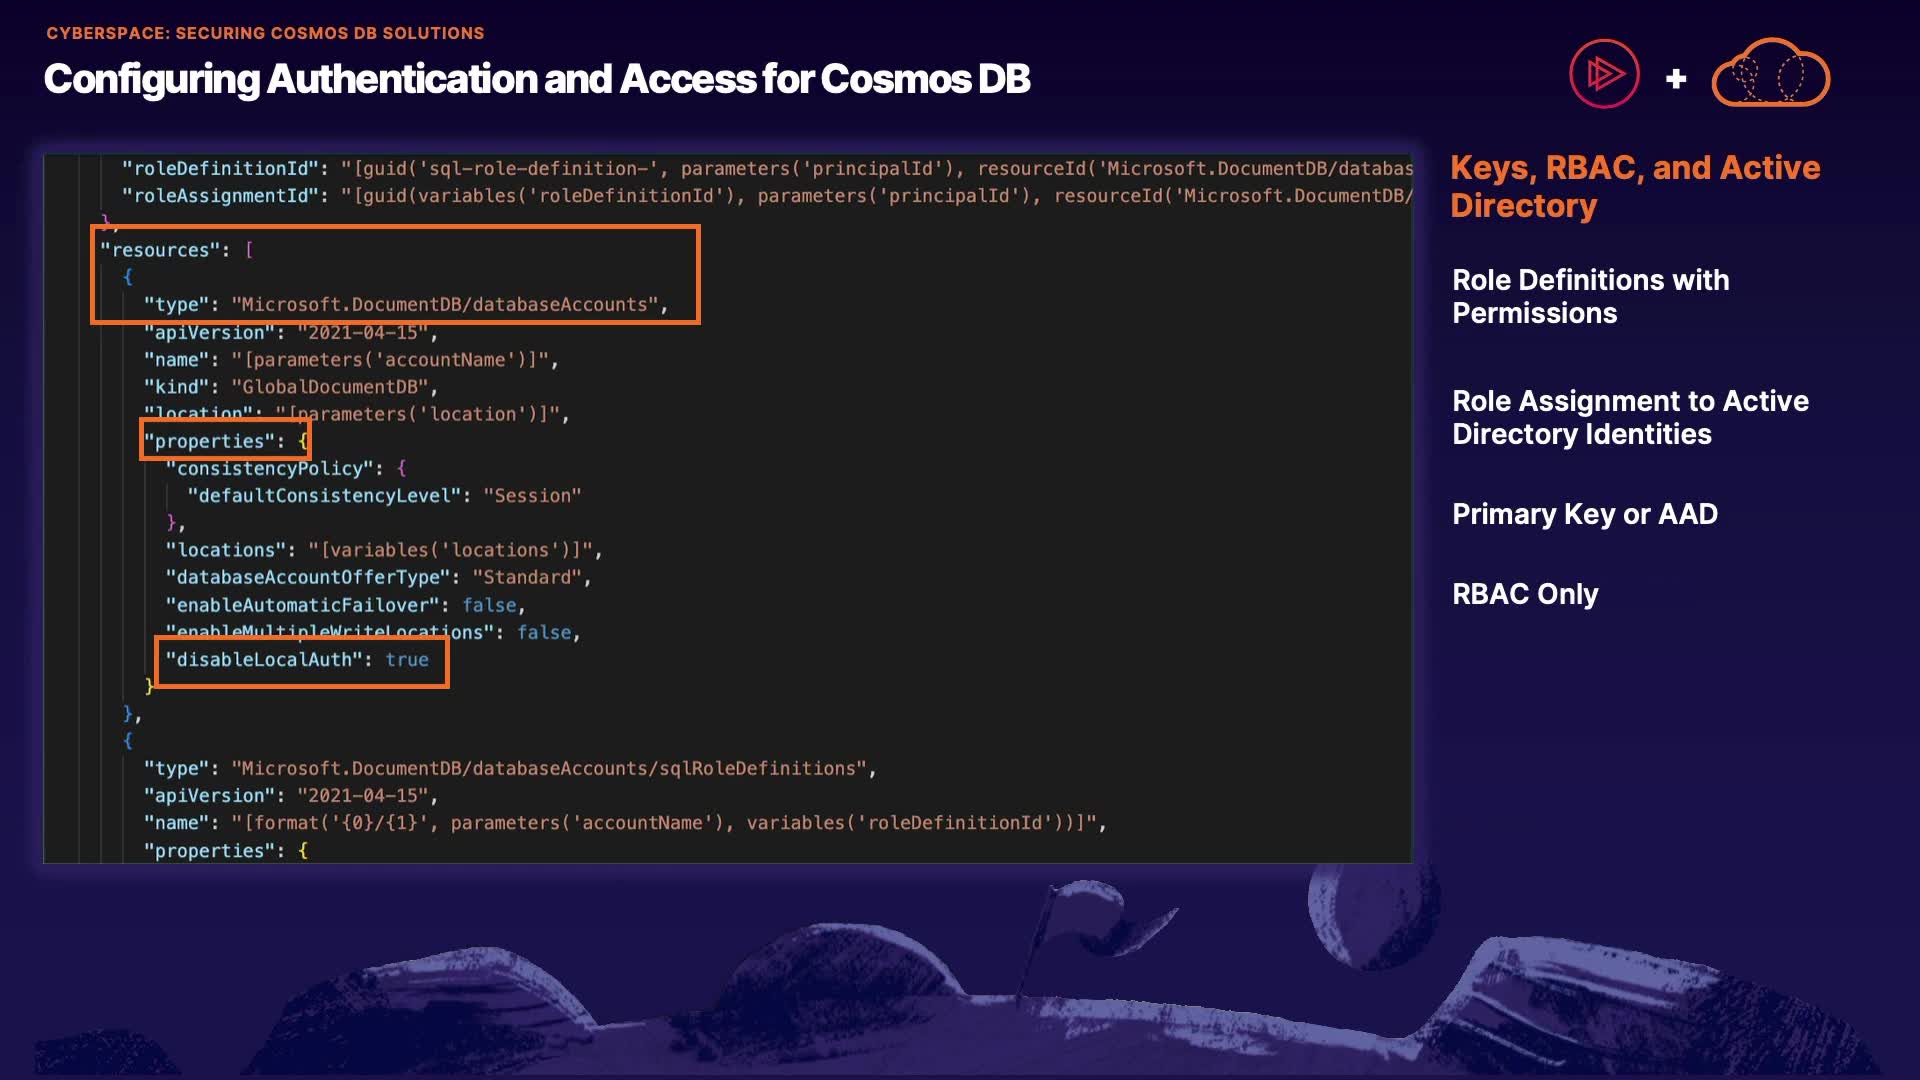 CYBERSPACE: SECURING COSMOS DB SOLUTIONS
Configuring Authentication and Access for Cosmos DB
+
"roleDefinitionId": "[guid('sql-role-definition-', parameters('principalId'), resourceId('Microsoft.DocumentDB/databas
"roleAssignmentId": "[guid(variables('roleDefinitionId'), parameters('principalId'), resourceId('Microsoft.DocumentDB/
},
"resources": [
{
"type": "Microsoft.DocumentDB/databaseAccounts",
"apiVersion": "2021-04-15",
"name": "[parameters('accountName')]",
"kind": "GlobalDocumentDB",
"location": "[parameters('location')]",
"properties": {
"consistencyPolicy": {
"defaultConsistencyLevel": "Session"
},
"locations": "[variables('locations')]",
"databaseAccountOfferType": "Standard",
"enableAutomaticFailover": false,
"enableMultipleWriteLocations": false,
"disableLocalAuth": true
}
},
{
"type": "Microsoft.DocumentDB/databaseAccounts/sqlRoleDefinitions",
"apiVersion": "2021-04-15",
"name": "[format('{0}/{1}', parameters('accountName'), variables('roleDefinitionId'))]",
"properties": {
Keys, RBAC, and Active
Directory
Role Definitions with
Permissions
Role Assignment to Active
Directory Identities
Primary Key or AAD
RBAC Only